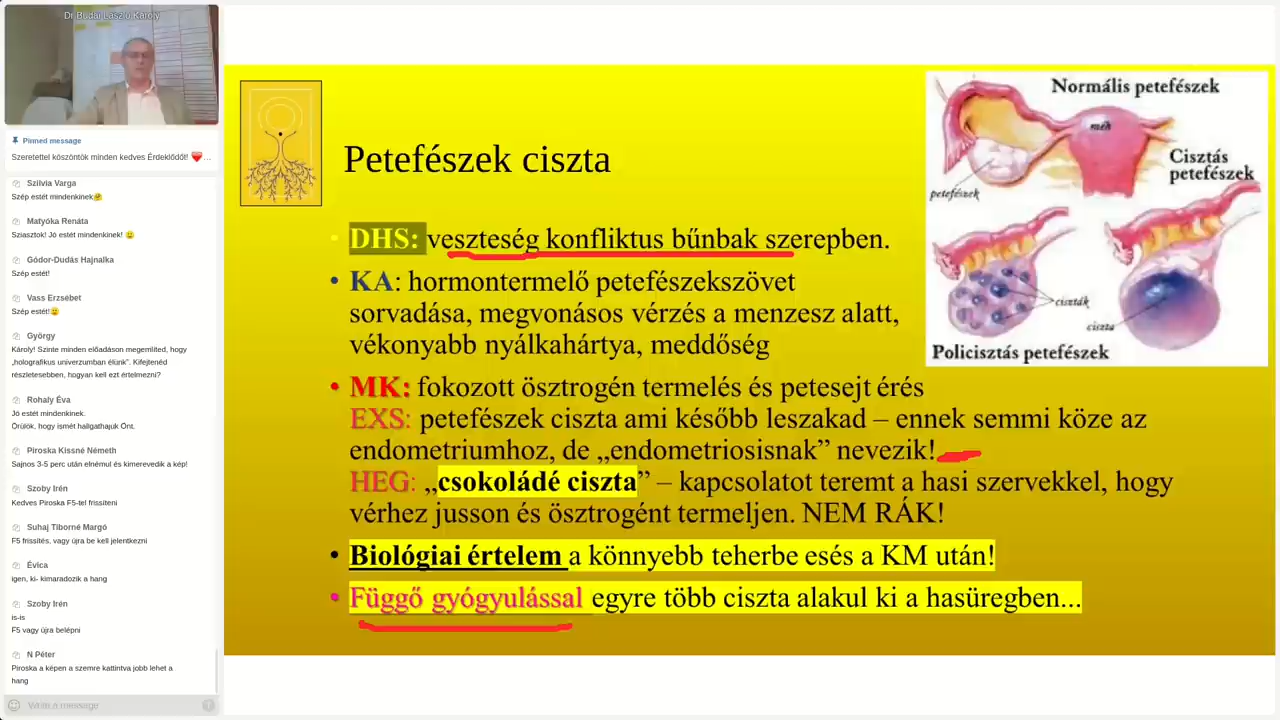 Dr Budai László Károly
Pinned message
Szeretettel köszöntök minden kedves Érdeklődőt! ❤️...
Szilvia Varga
Szép estét mindenkinek🤗
Matyóka Renáta
Sziasztok! Jó estét mindenkinek! 🙂
Gódor-Dudás Hajnalka
Szép estét!
Vass Erzsébet
Szép estét!🙂
György
Károly! Szinte minden előadáson megemlíted, hogy
„holografikus univerzumban élünk". Kifejtenéd
részletesebben, hogyan kell ezt értelmezni?
Rohaly Éva
Jó estét mindenkinek.
Örülök, hogy ismét hallgathajuk Önt.
Piroska Kissné Németh
Sajnos 3-5 perc után elnémul és kimerevedik a kép!
Szoby Irén
Kedves Piroska F5-tel frissíteni
Suhaj Tiborné Margó
F5 frissítés. vagy újra be kell jelentkezni
Évica
igen, ki- kimaradozik a hang
Szoby Irén
is-is
F5 vagy újra belépni
N Péter
Piroska a képen a szemre kattintva jobb lehet a
hang
Write a message
Petefészek ciszta
• DHS: veszteség konfliktus bűnbak szerepben.
• KA: hormontermelő petefészekszövet
sorvadása, megvonásos vérzés a menzesz alatt,
vékonyabb nyálkahártya, meddőség
• MK: fokozott ösztrogén termelés és petesejt érés
EXS: petefészek ciszta ami később leszakad – ennek semmi köze az
endometriumhoz, de „endometriosisnak” nevezik!
HEG: „csokoládé ciszta” – kapcsolatot teremt a hasi szervekkel, hogy
vérhez jusson és ösztrogént termeljen. NEM RÁK!
• Biológiai értelem a könnyebb teherbe esés a KM után!
• Függő gyógyulással egyre több ciszta alakul ki a hasüregben...
Normális petefészek
méh
petefészek
Cisztás
petefészek
ciszták
ciszta
Policisztás petefészek